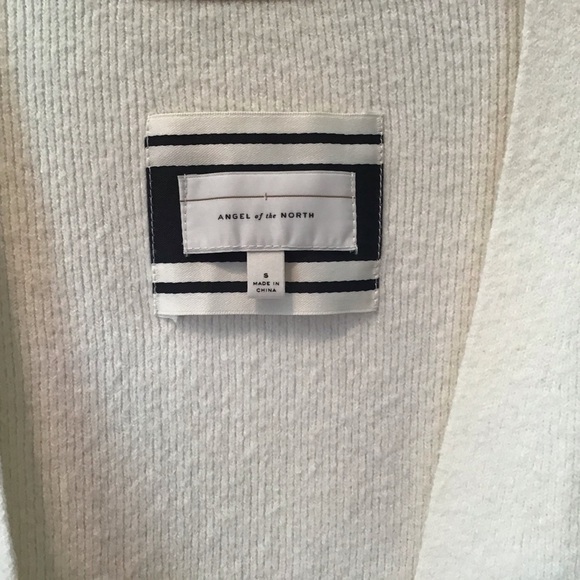 ANGEL of the NORTH
S
MADE IN
CHINA